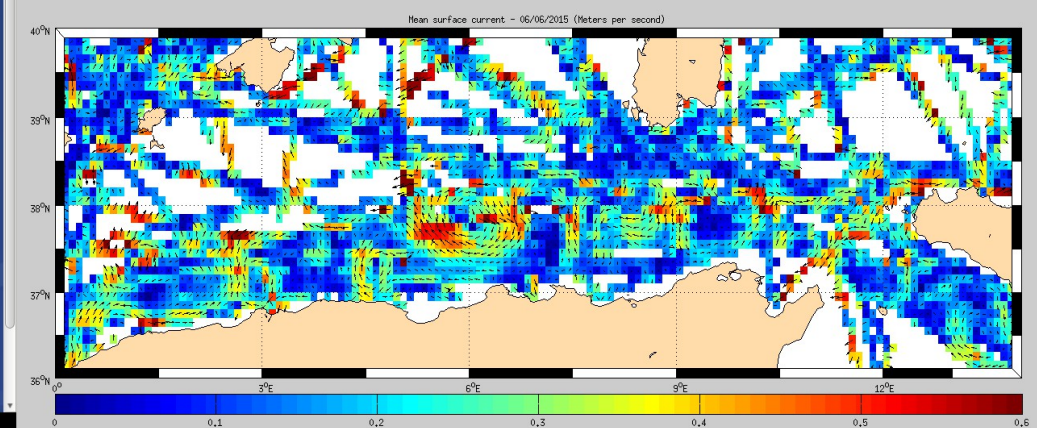 Mean surface current - 06/06/2015 (Meters per second)
40°N
39°N
38°N
37°N
36°N
0° 3°E 6°E 9°E 12°E
0 0.1 0.2 0.3 0.4 0.5 0.6